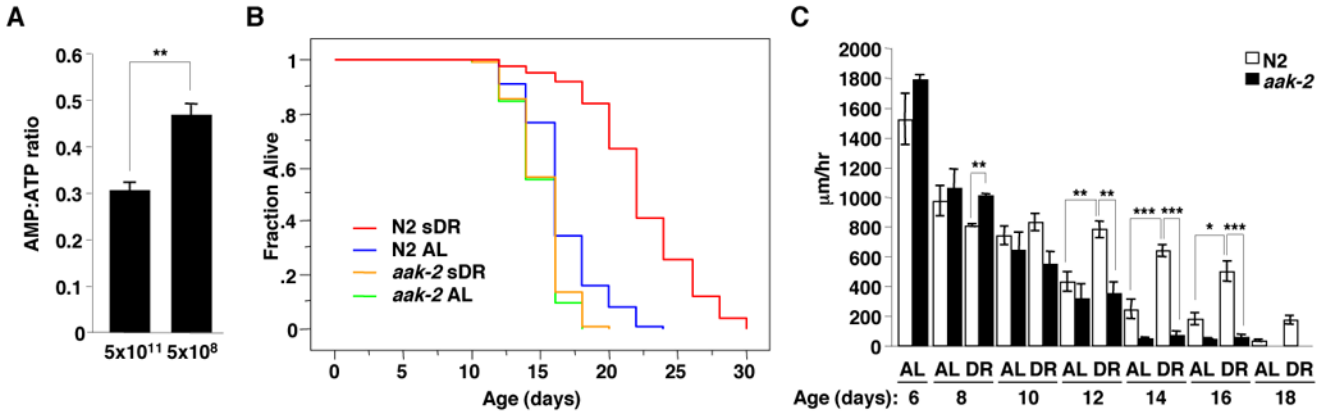 A
AMP:ATP ratio
0.6
0.5
0.4
0.3
0.2
0.1
0
**
5x10¹¹ 5x10⁸
B
Fraction Alive
1
.8
.6
.4
.2
0
N2 sDR
N2 AL
aak-2 sDR
aak-2 AL
0 5 10 15 20 25 30
Age (days)
C
µm/hr
2000
1800
1600
1400
1200
1000
800
600
400
200
0
N2
aak-2
**
** **
*** ***
* ***
AL AL DR AL DR AL DR AL DR AL DR AL DR
Age (days): 6 8 10 12 14 16 18